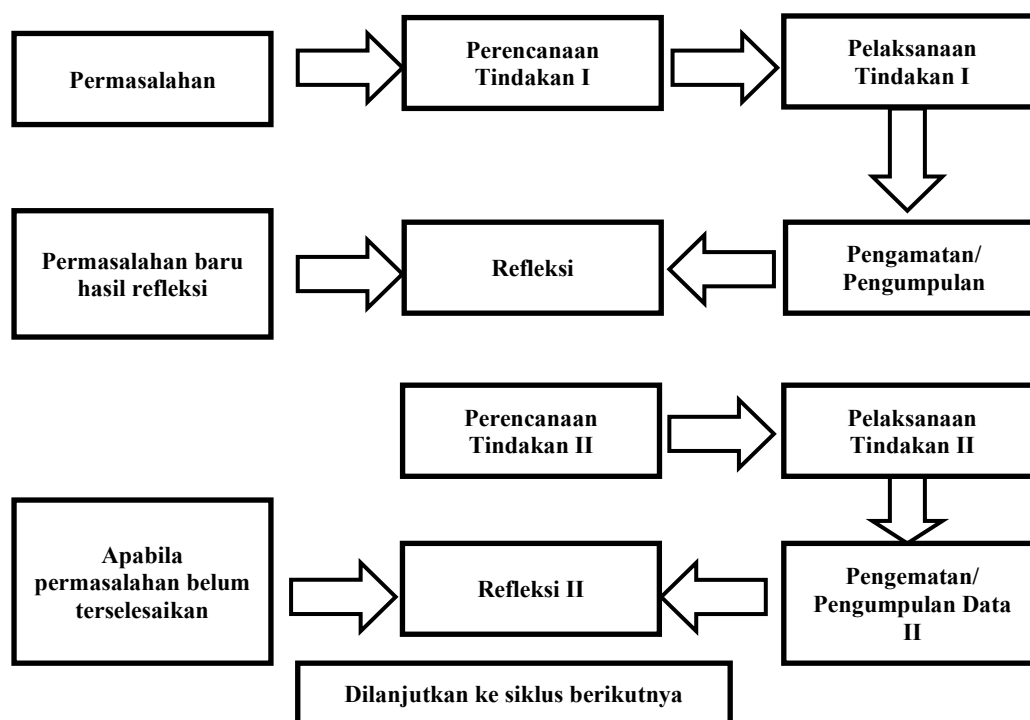 Permasalahan
Perencanaan
Tindakan I
Pelaksanaan
Tindakan I
Permasalahan baru
hasil refleksi
Refleksi
Pengamatan/
Pengumpulan
Perencanaan
Tindakan II
Pelaksanaan
Tindakan II
Apabila
permasalahan belum
terselesaikan
Refleksi II
Pengematan/
Pengumpulan Data
II
Dilanjutkan ke siklus berikutnya